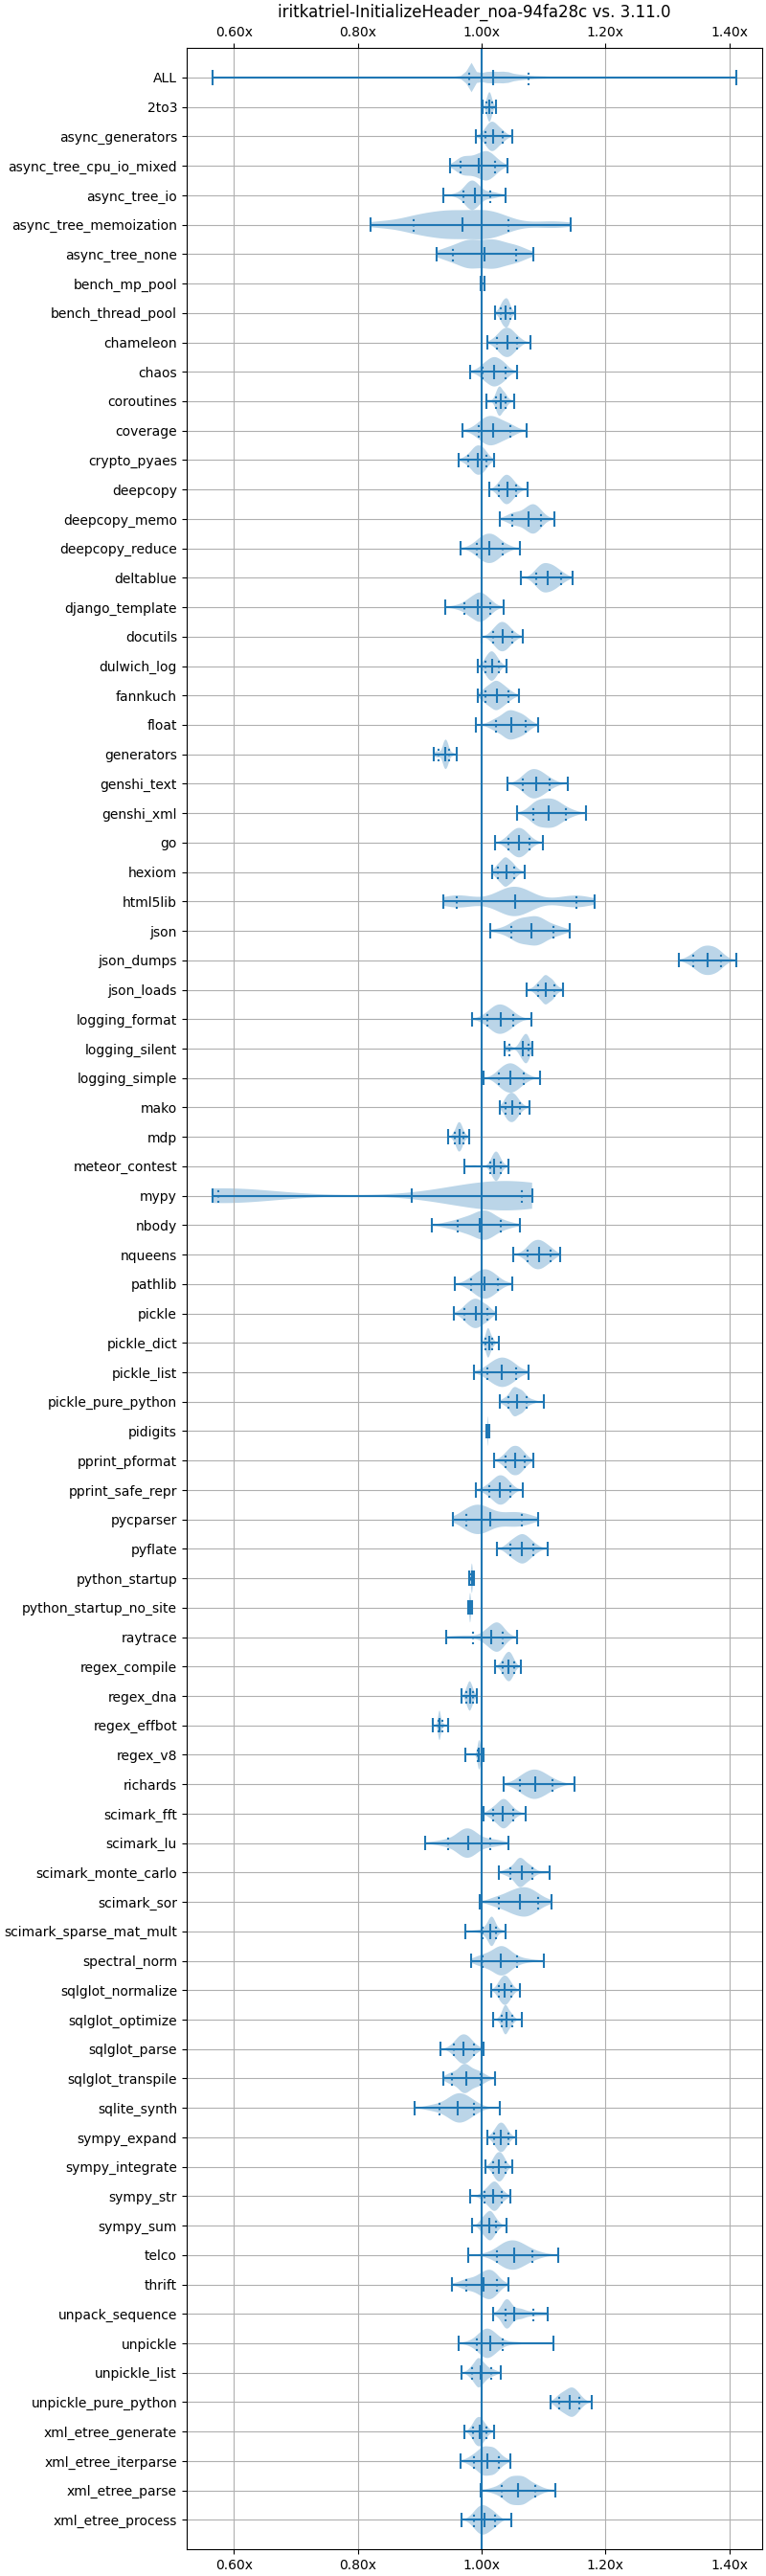 iritkatriel-InitializeHeader_noa-94fa28c vs. 3.11.0
0.60x 0.80x 1.00x 1.20x 1.40x
ALL
2to3
async_generators
async_tree_cpu_io_mixed
async_tree_io
async_tree_memoization
async_tree_none
bench_mp_pool
bench_thread_pool
chameleon
chaos
coroutines
coverage
crypto_pyaes
deepcopy
deepcopy_memo
deepcopy_reduce
deltablue
django_template
docutils
dulwich_log
fannkuch
float
generators
genshi_text
genshi_xml
go
hexiom
html5lib
json
json_dumps
json_loads
logging_format
logging_silent
logging_simple
mako
mdp
meteor_contest
mypy
nbody
nqueens
pathlib
pickle
pickle_dict
pickle_list
pickle_pure_python
pidigits
pprint_pformat
pprint_safe_repr
pycparser
pyflate
python_startup
python_startup_no_site
raytrace
regex_compile
regex_dna
regex_effbot
regex_v8
richards
scimark_fft
scimark_lu
scimark_monte_carlo
scimark_sor
scimark_sparse_mat_mult
spectral_norm
sqlglot_normalize
sqlglot_optimize
sqlglot_parse
sqlglot_transpile
sqlite_synth
sympy_expand
sympy_integrate
sympy_str
sympy_sum
telco
thrift
unpack_sequence
unpickle
unpickle_list
unpickle_pure_python
xml_etree_generate
xml_etree_iterparse
xml_etree_parse
xml_etree_process
0.60x 0.80x 1.00x 1.20x 1.40x